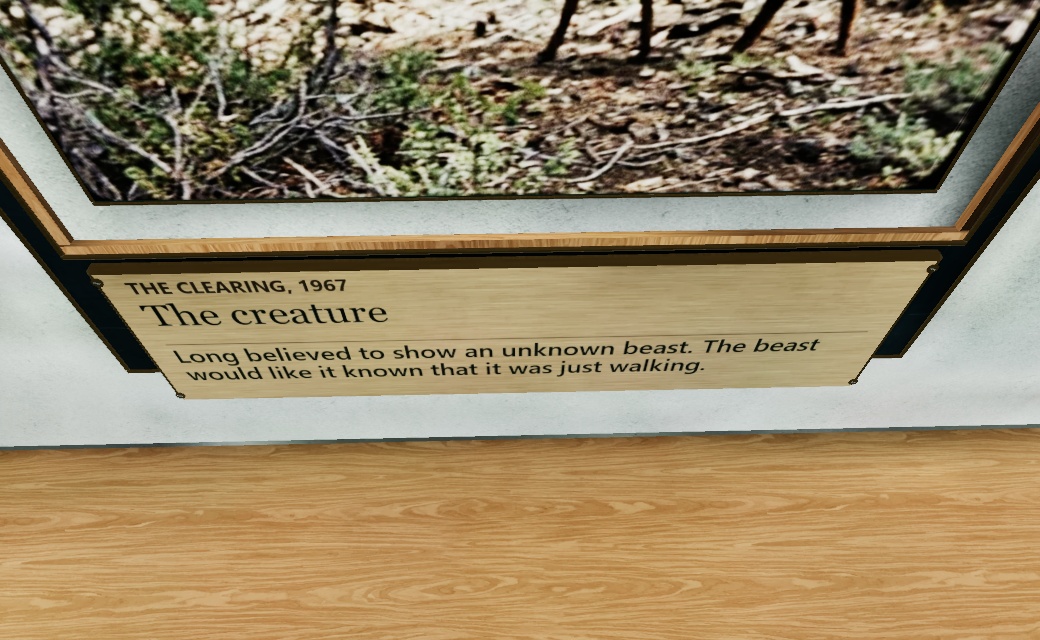 THE CLEARING, 1967
The creature
Long believed to show an unknown beast. The beast
would like it known that it was just walking.